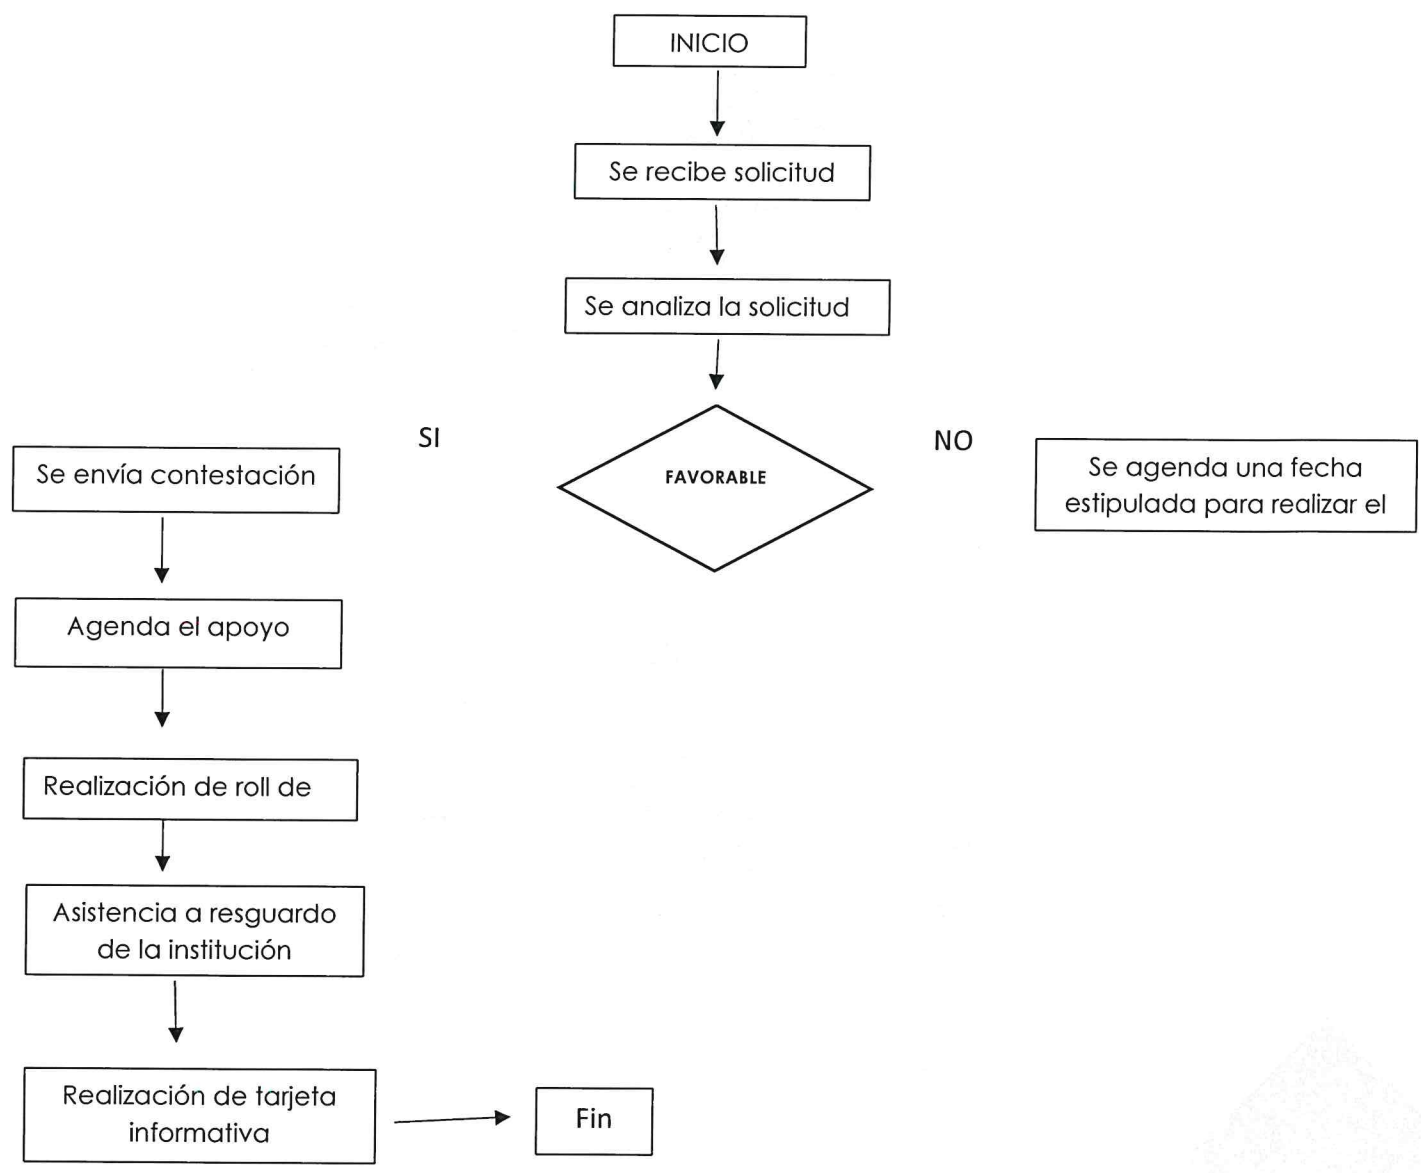 INICIO
Se recibe solicitud
Se analiza la solicitud
SI
NO
FAVORABLE
Se envía contestación
Se agenda una fecha
estipulada para realizar el
Agenda el apoyo
Realización de roll de
Asistencia a resguardo
de la institución
Realización de tarjeta
informativa
Fin